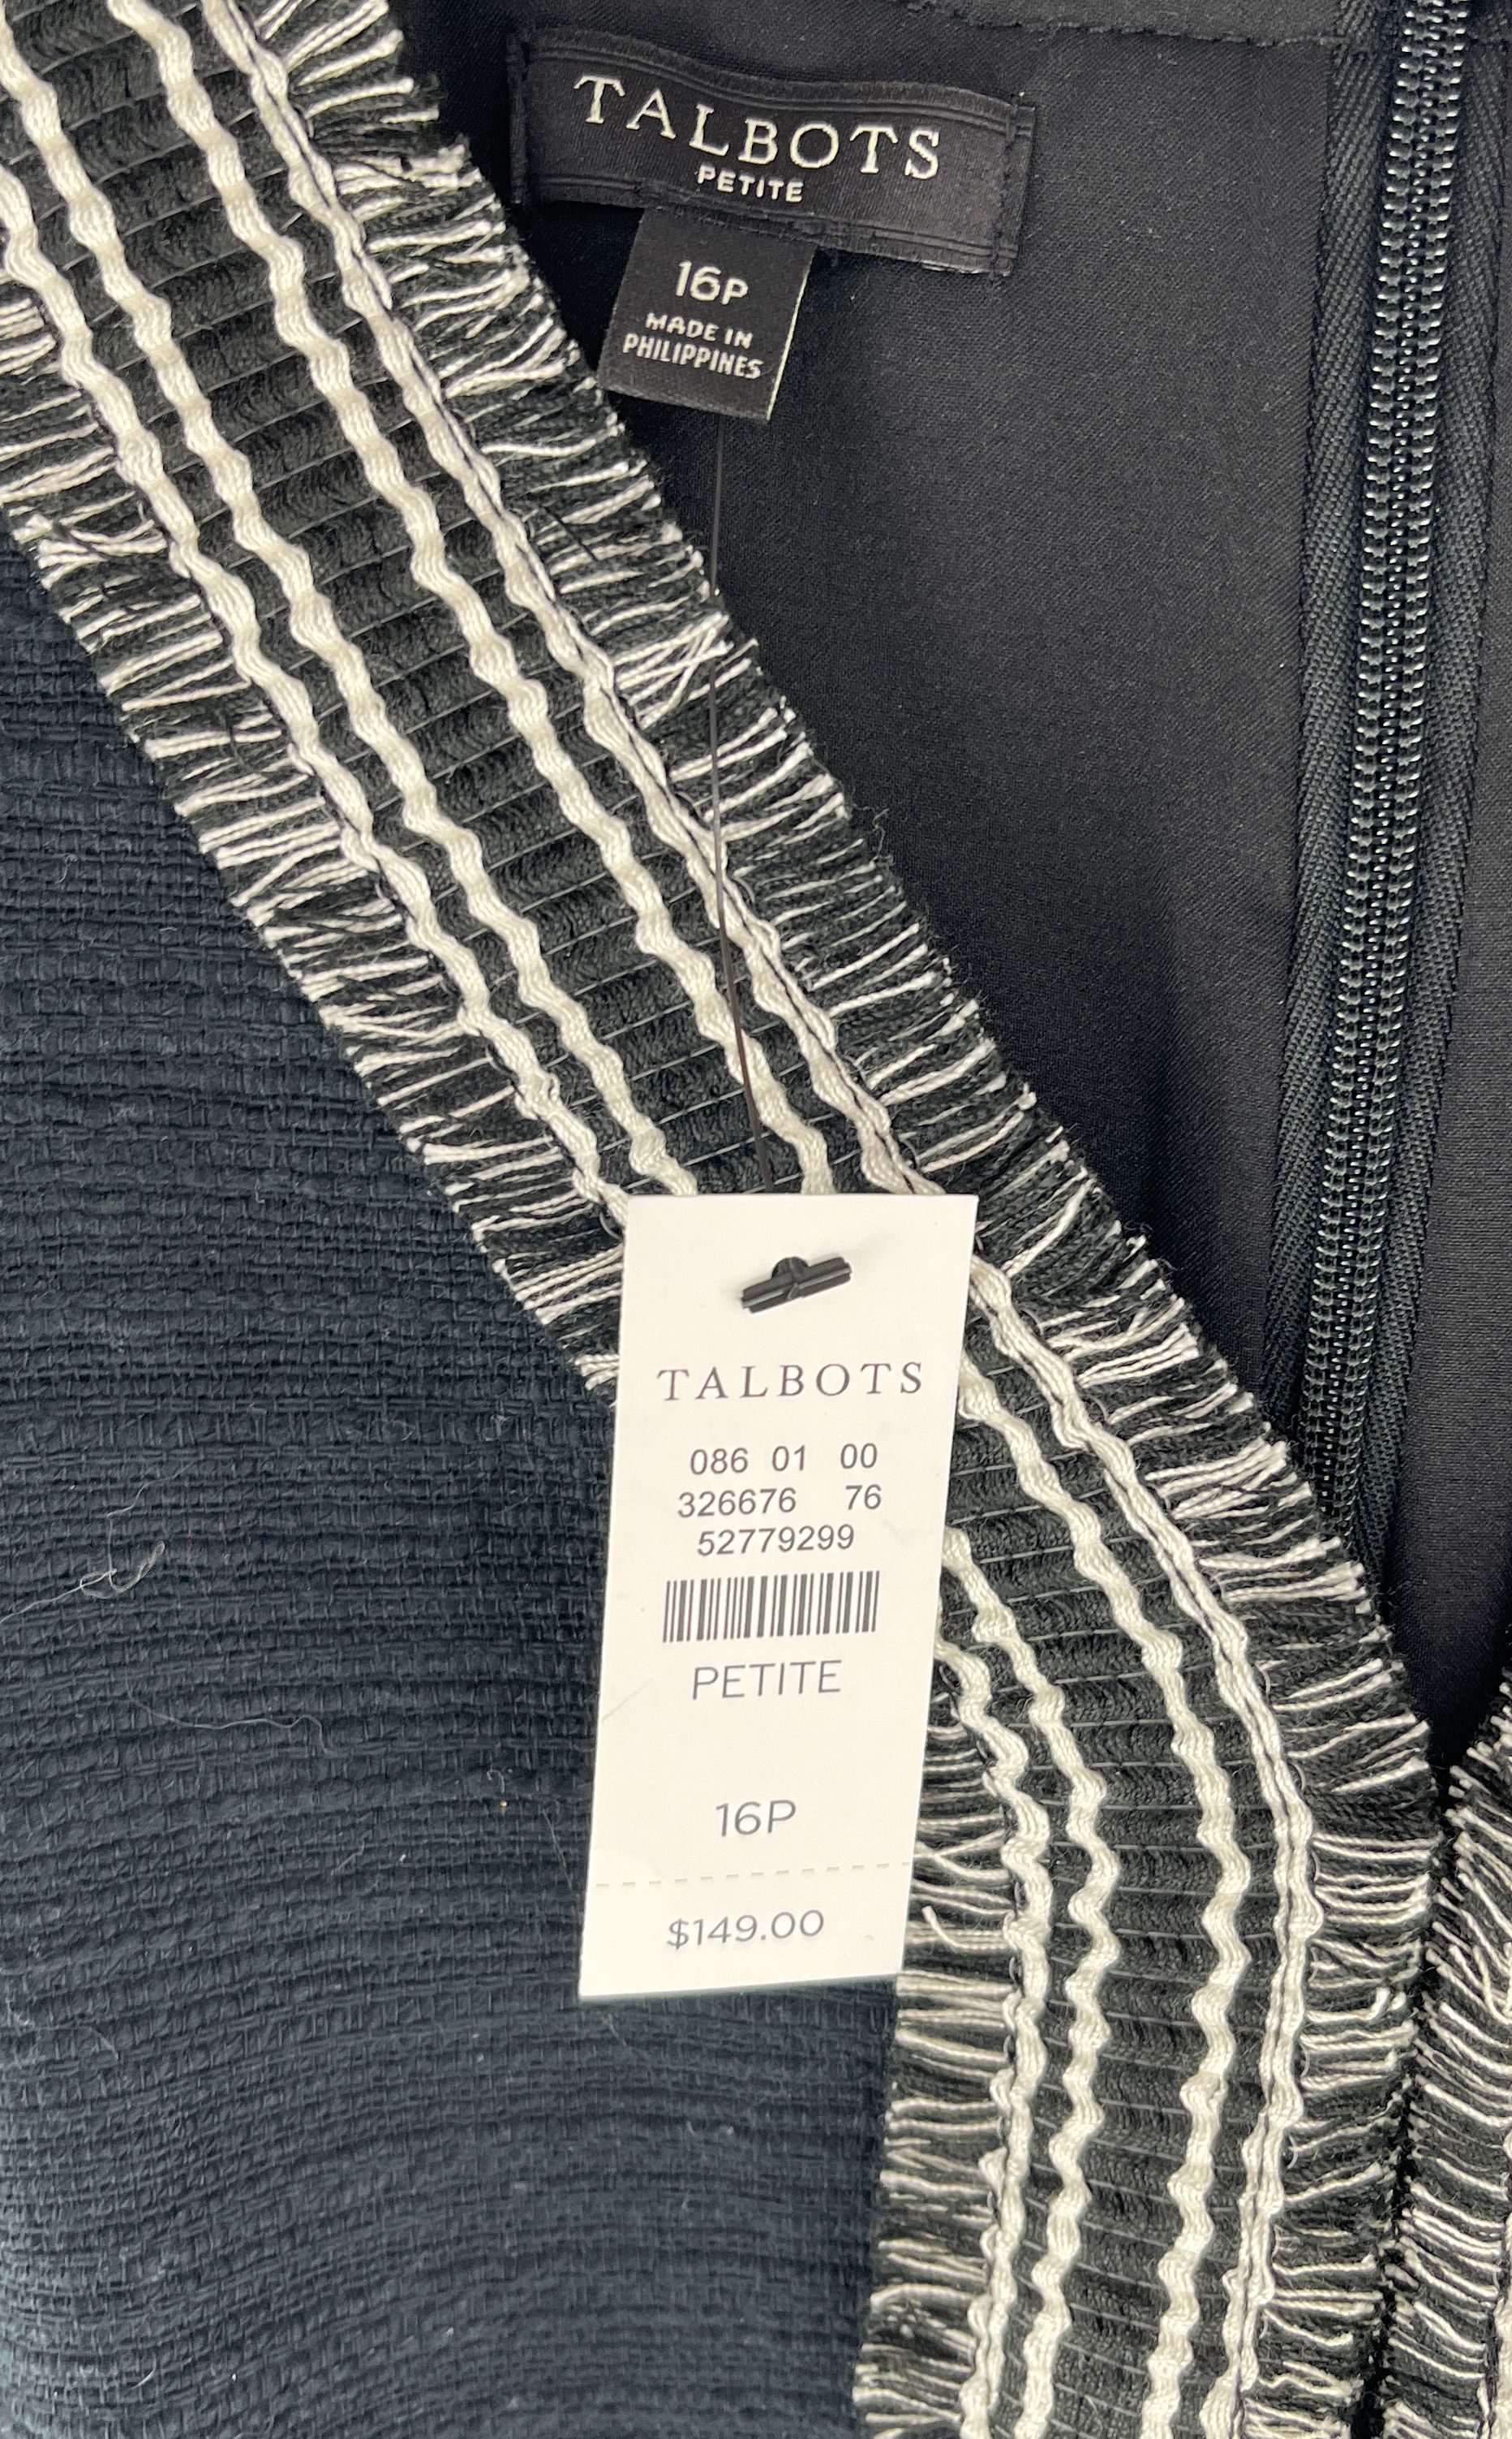 TALBOTS
PETITE
16P
MADE IN
PHILIPPINES
TALBOTS
086 01 00
326676 76
52779299
PETITE
16P
$149.00